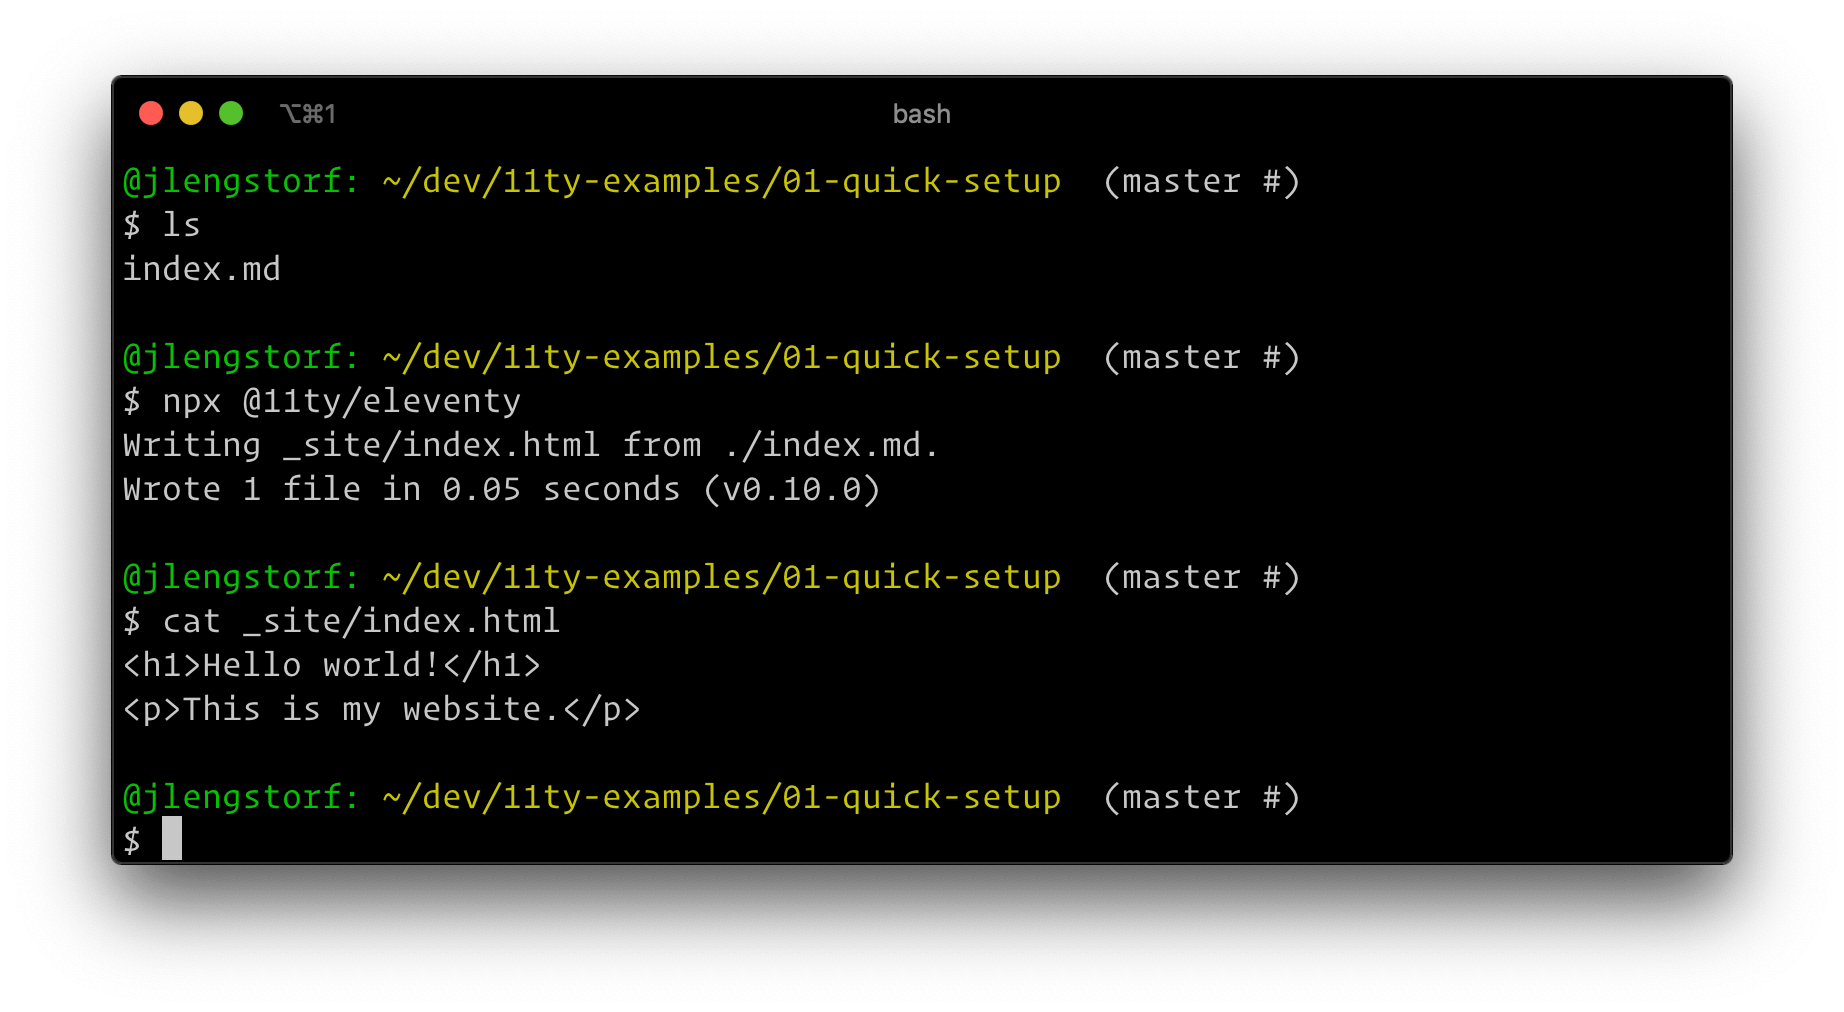 ⌥⌘1 bash
@jlengstorf: ~/dev/11ty-examples/01-quick-setup  (master #)
$ ls
index.md
@jlengstorf: ~/dev/11ty-examples/01-quick-setup  (master #)
$ npx @11ty/eleventy
Writing _site/index.html from ./index.md.
Wrote 1 file in 0.05 seconds (v0.10.0)
@jlengstorf: ~/dev/11ty-examples/01-quick-setup  (master #)
$ cat _site/index.html
<h1>Hello world!</h1>
<p>This is my website.</p>
@jlengstorf: ~/dev/11ty-examples/01-quick-setup  (master #)
$